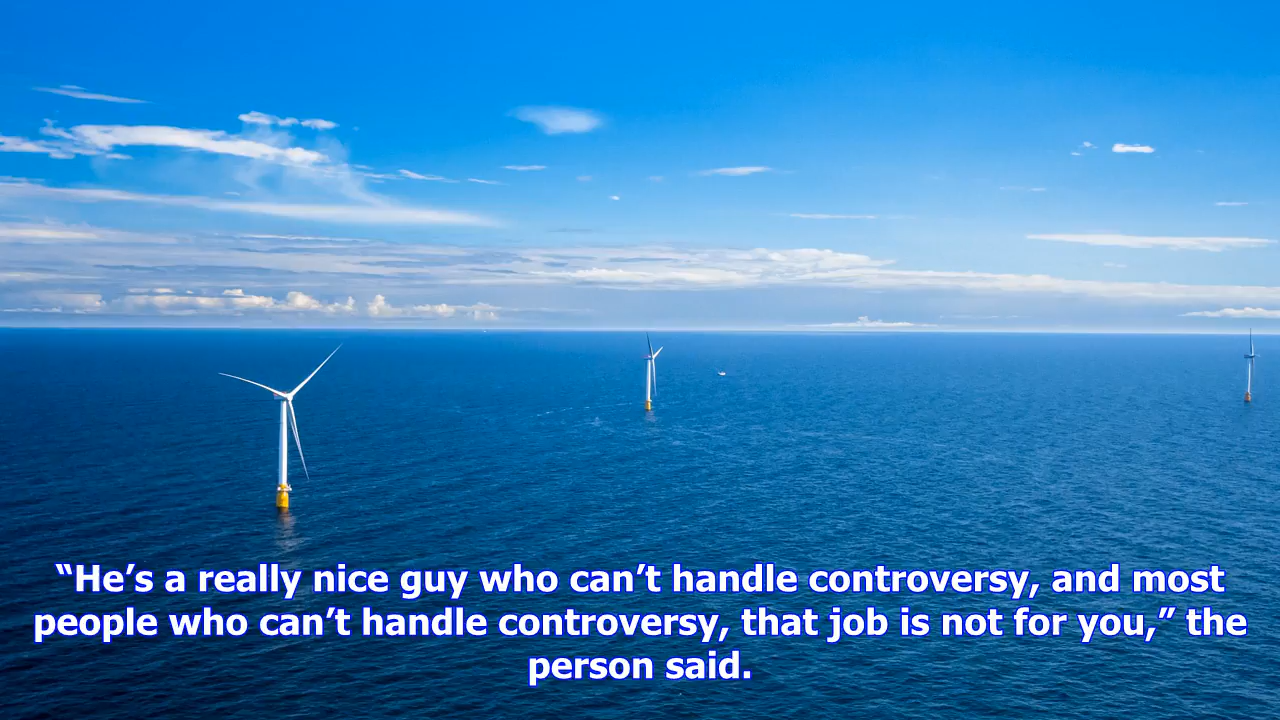 “He’s a really nice guy who can’t handle controversy, and most
people who can’t handle controversy, that job is not for you,” the
person said.